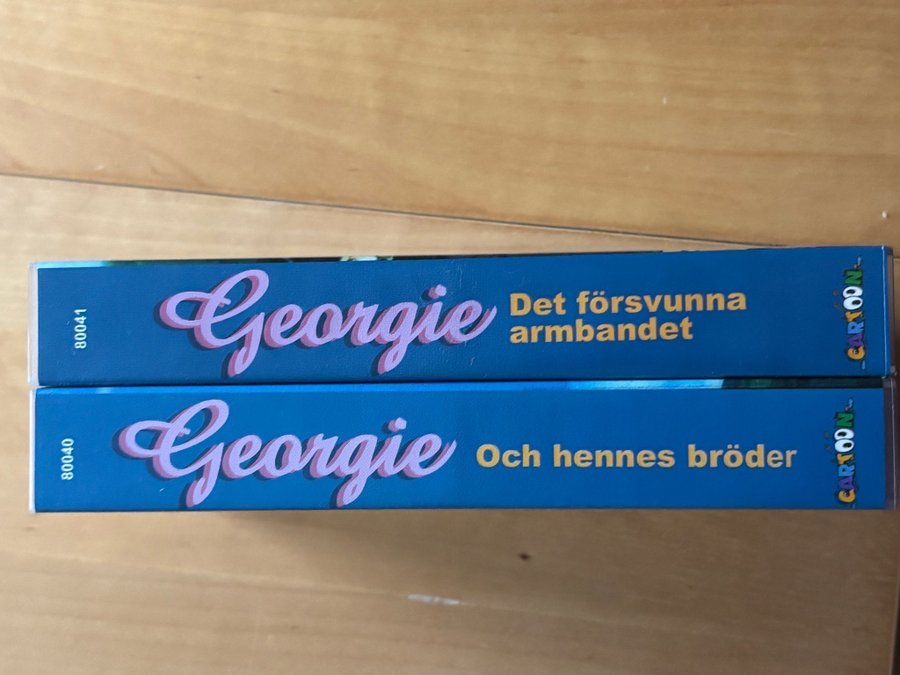 80041
Georgie
Det försvunna
armbandet
CARTOON
80040
Georgie
Och hennes bröder
CARTOON